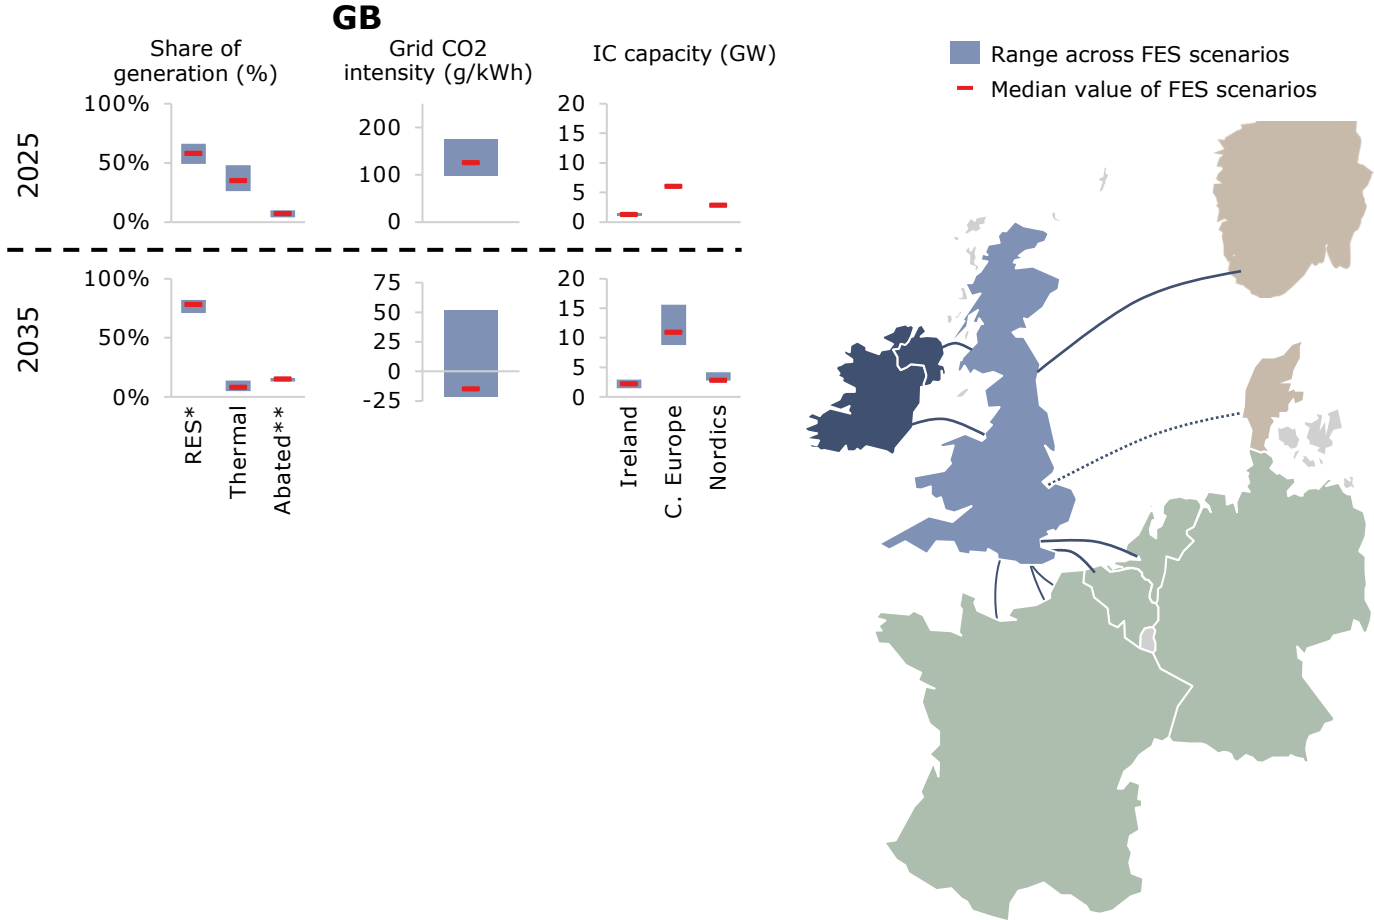 GB
Share of
generation (%)
Grid CO2
intensity (g/kWh)
IC capacity (GW)
Range across FES scenarios
Median value of FES scenarios
2025
100%
50%
0%
200
100
0
20
15
10
5
0
2035
100%
50%
0%
75
50
25
0
-25
20
15
10
5
0
RES*
Thermal
Abated**
Ireland
C. Europe
Nordics